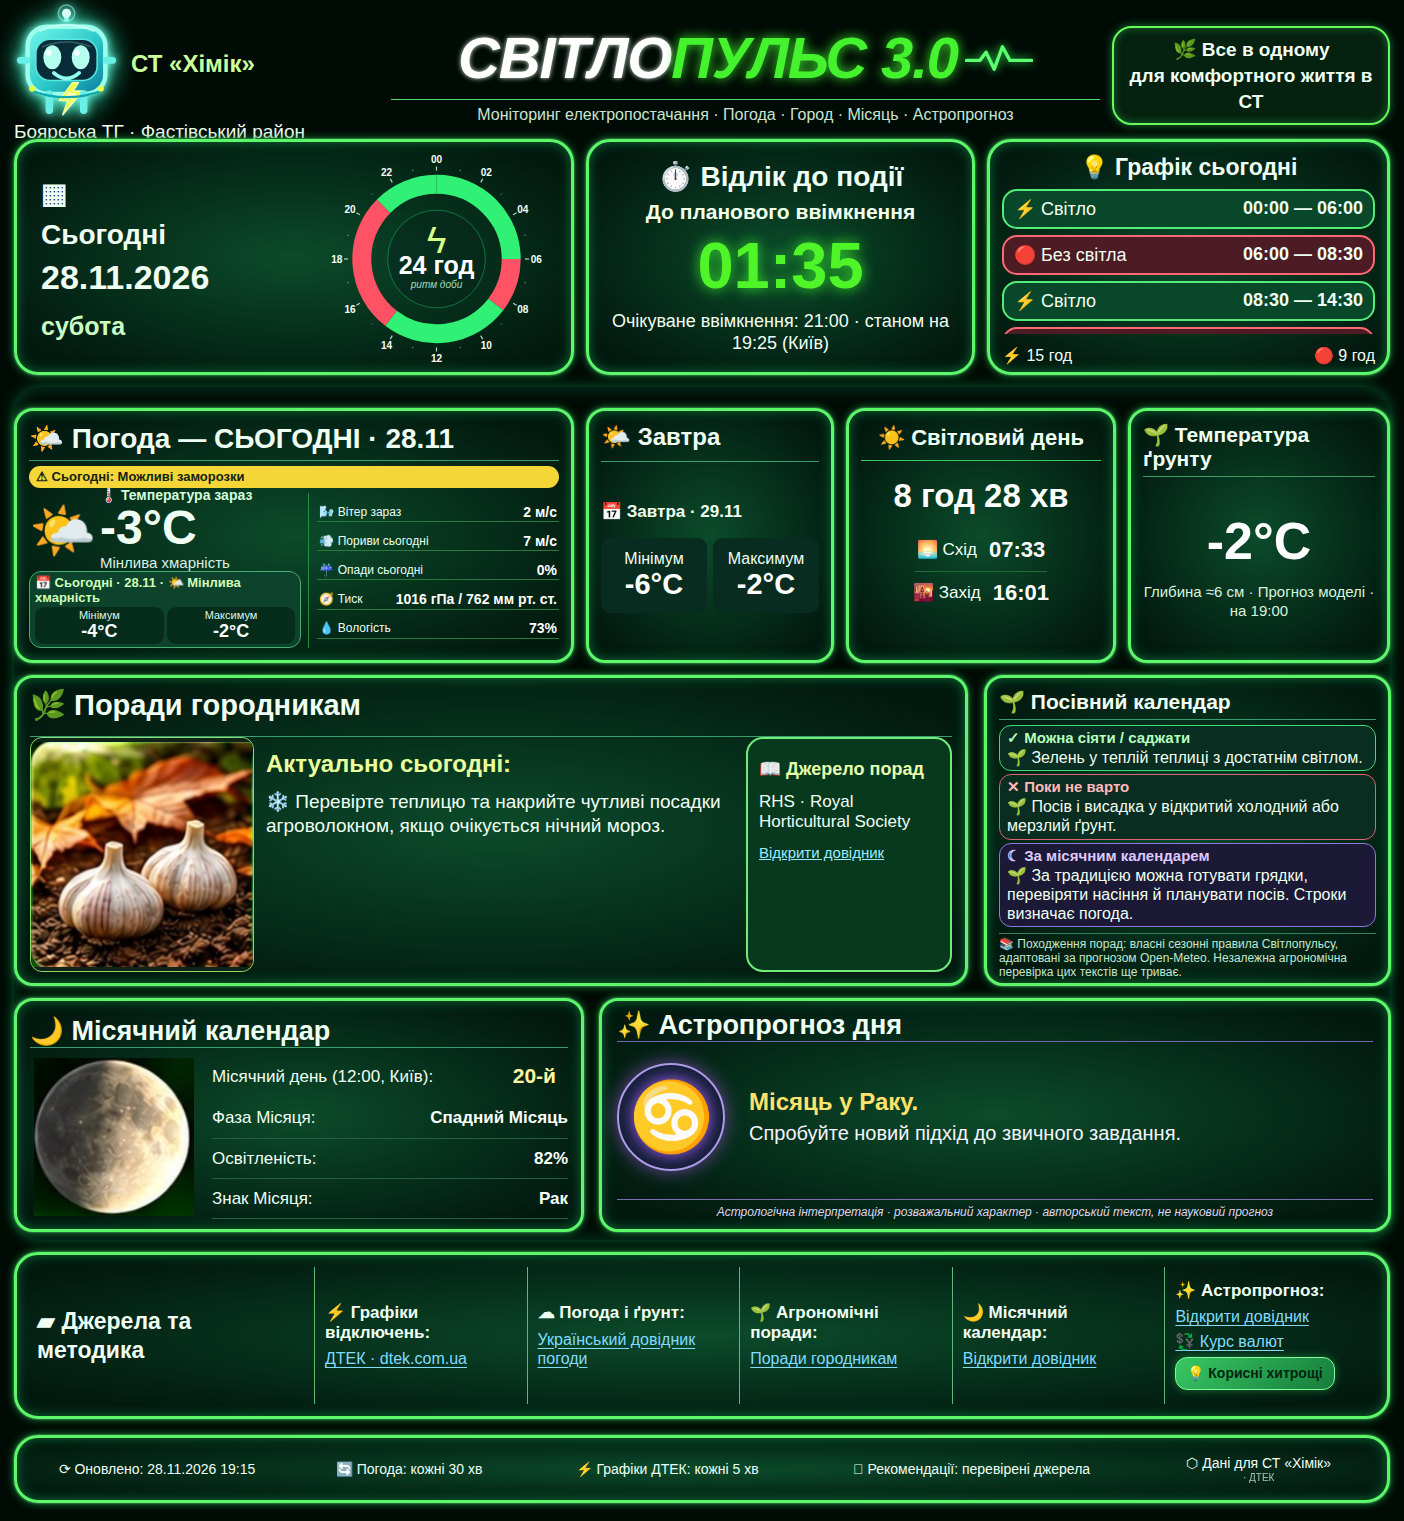 СТ «Хімік»
Боярська ТГ · Фастівський район
СВІТЛОПУЛЬС 3.0
Моніторинг електропостачання · Погода · Город · Місяць · Астропрогноз
🌿 Все в одному
для комфортного життя в
СТ
▦
Сьогодні
28.11.2026
субота
00
02
04
06
08
10
12
14
16
18
20
22
ϟ
24 год
ритм доби
⏱️ Відлік до події
До планового ввімкнення
01:35
Очікуване ввімкнення: 21:00 · станом на
19:25 (Київ)
💡 Графік сьогодні
⚡ Світло 00:00 — 06:00
🔴 Без світла 06:00 — 08:30
⚡ Світло 08:30 — 14:30
⚡ 15 год 🔴 9 год
🌤️ Погода — СЬОГОДНІ · 28.11
⚠ Сьогодні: Можливі заморозки
🌡️ Температура зараз
-3°C
Мінлива хмарність
📅 Сьогодні · 28.11 · 🌤️ Мінлива
хмарність
Мінімум
-4°C
Максимум
-2°C
🌬️ Вітер зараз 2 м/с
💨 Пориви сьогодні 7 м/с
☔ Опади сьогодні 0%
🧭 Тиск 1016 гПа / 762 мм рт. ст.
💧 Вологість 73%
🌤️ Завтра
📅 Завтра · 29.11
Мінімум
-6°C
Максимум
-2°C
☀️ Світловий день
8 год 28 хв
🌅 Схід 07:33
🌇 Захід 16:01
🌱 Температура
ґрунту
-2°C
Глибина ≈6 см · Прогноз моделі ·
на 19:00
🌿 Поради городникам
Актуально сьогодні:
❄️ Перевірте теплицю та накрийте чутливі посадки
агроволокном, якщо очікується нічний мороз.
📖 Джерело порад
RHS · Royal
Horticultural Society
Відкрити довідник
🌱 Посівний календар
✓ Можна сіяти / саджати
🌱 Зелень у теплій теплиці з достатнім світлом.
✕ Поки не варто
🌱 Посів і висадка у відкритий холодний або
мерзлий ґрунт.
☾ За місячним календарем
🌱 За традицією можна готувати грядки,
перевіряти насіння й планувати посів. Строки
визначає погода.
📚 Походження порад: власні сезонні правила Світлопульсу,
адаптовані за прогнозом Open-Meteo. Незалежна агрономічна
перевірка цих текстів ще триває.
🌙 Місячний календар
Місячний день (12:00, Київ): 20-й
Фаза Місяця: Спадний Місяць
Освітленість: 82%
Знак Місяця: Рак
✨ Астропрогноз дня
♋
Місяць у Раку.
Спробуйте новий підхід до звичного завдання.
Астрологічна інтерпретація · розважальний характер · авторський текст, не науковий прогноз
▰ Джерела та
методика
⚡ Графіки
відключень:
ДТЕК · dtek.com.ua
☁ Погода і ґрунт:
Український довідник
погоди
🌱 Агрономічні
поради:
Поради городникам
🌙 Місячний
календар:
Відкрити довідник
✨ Астропрогноз:
Відкрити довідник
💱 Курс валют
💡 Корисні хитрощі
⟳ Оновлено: 28.11.2026 19:15
🔄 Погода: кожні 30 хв
⚡ Графіки ДТЕК: кожні 5 хв
Рекомендації: перевірені джерела
⬡ Дані для СТ «Хімік»
· ДТЕК